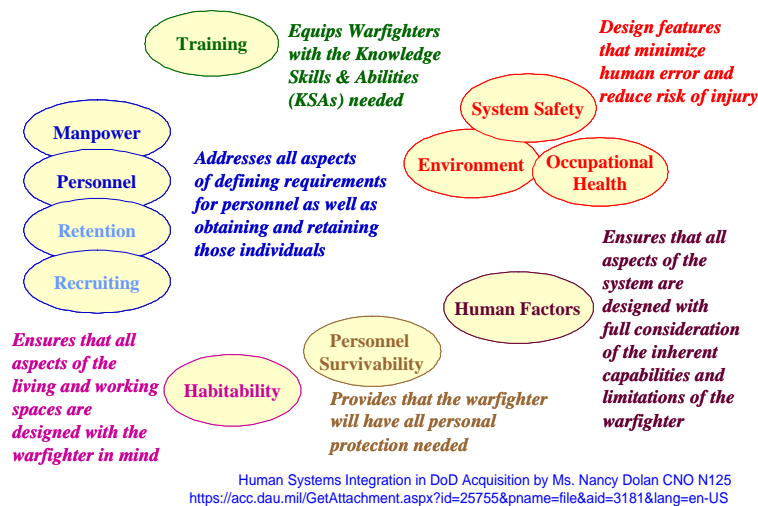 Training
Equips Warfighters
with the Knowledge
Skills & Abilities
(KSAs) needed
Design features
that minimize
human error and
reduce risk of injury
System Safety
Environment
Occupational
Health
Manpower
Personnel
Retention
Recruiting
Addresses all aspects
of defining requirements
for personnel as well as
obtaining and retaining
those individuals
Ensures that all
aspects of the
system are
designed with
full consideration
of the inherent
capabilities and
limitations of the
warfighter
Human Factors
Personnel
Survivability
Provides that the warfighter
will have all personal
protection needed
Ensures that all
aspects of the
living and working
spaces are
designed with the
warfighter in mind
Habitability
Human Systems Integration in DoD Acquisition by Ms. Nancy Dolan CNO N125
https://acc.dau.mil/GetAttachment.aspx?id=25755&pname=file&aid=3181&lang=en-US